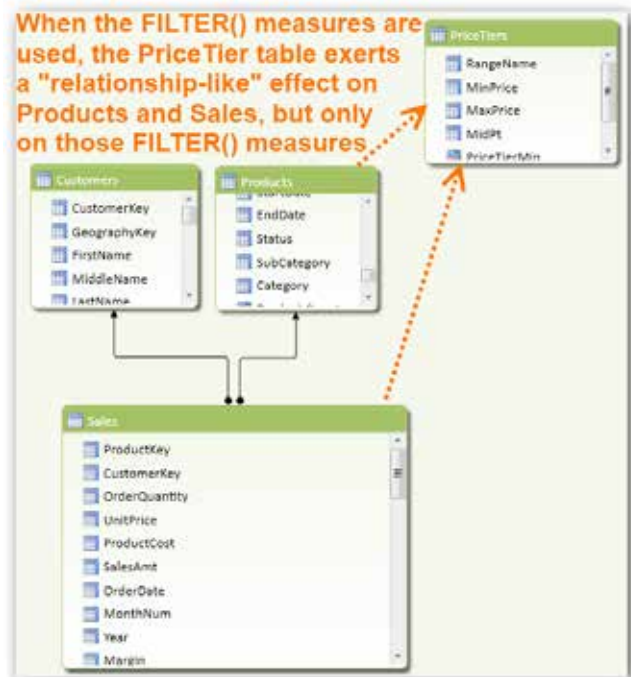 When the FILTER() measures are
used, the PriceTier table exerts
a "relationship-like" effect on
Products and Sales, but only
on those FILTER() measures
PriceTiers
RangeName
MinPrice
MaxPrice
MidPt
PriceTierMin
Customers
CustomerKey
GeographyKey
FirstName
MiddleName
LastName
Products
StartDate
EndDate
Status
SubCategory
Category
Sales
ProductKey
CustomerKey
OrderQuantity
UnitPrice
ProductCost
SalesAmt
OrderDate
MonthNum
Year
Margin